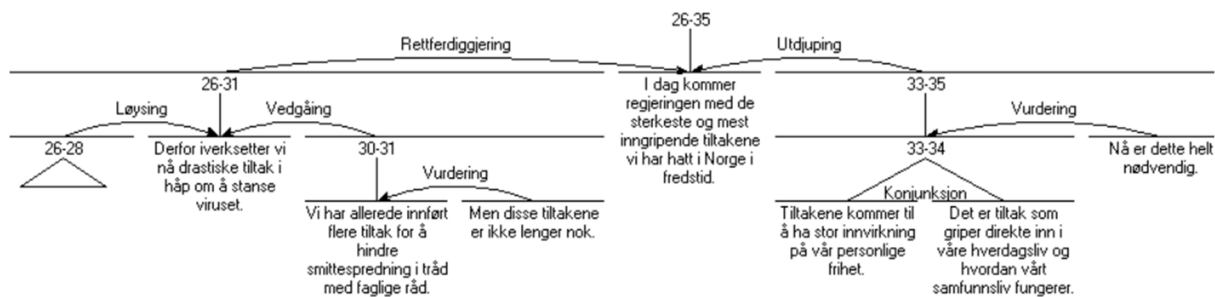 26-35
Rettferdiggjering
Utdjuping
26-31
I dag kommer
regjeringen med de
sterkeste og mest
inngripende tiltakene
vi har hatt i Norge i
fredstid.
33-35
Løysing
Vedgåing
Vurdering
26-28
Derfor iverksetter vi
nå drastiske tiltak i
håp om å stanse
viruset.
30-31
33-34
Nå er dette helt
nødvendig.
Vurdering
Konjunksjon
Vi har allerede innført
flere tiltak for å
hindre
smittespredning i tråd
med faglige råd.
Men disse tiltakene
er ikke lenger nok.
Tiltakene kommer til
å ha stor innvirkning
på vår personlige
frihet.
Det er tiltak som
griper direkte inn i
våre hverdagsliv og
hvordan vårt
samfunnsliv fungerer.